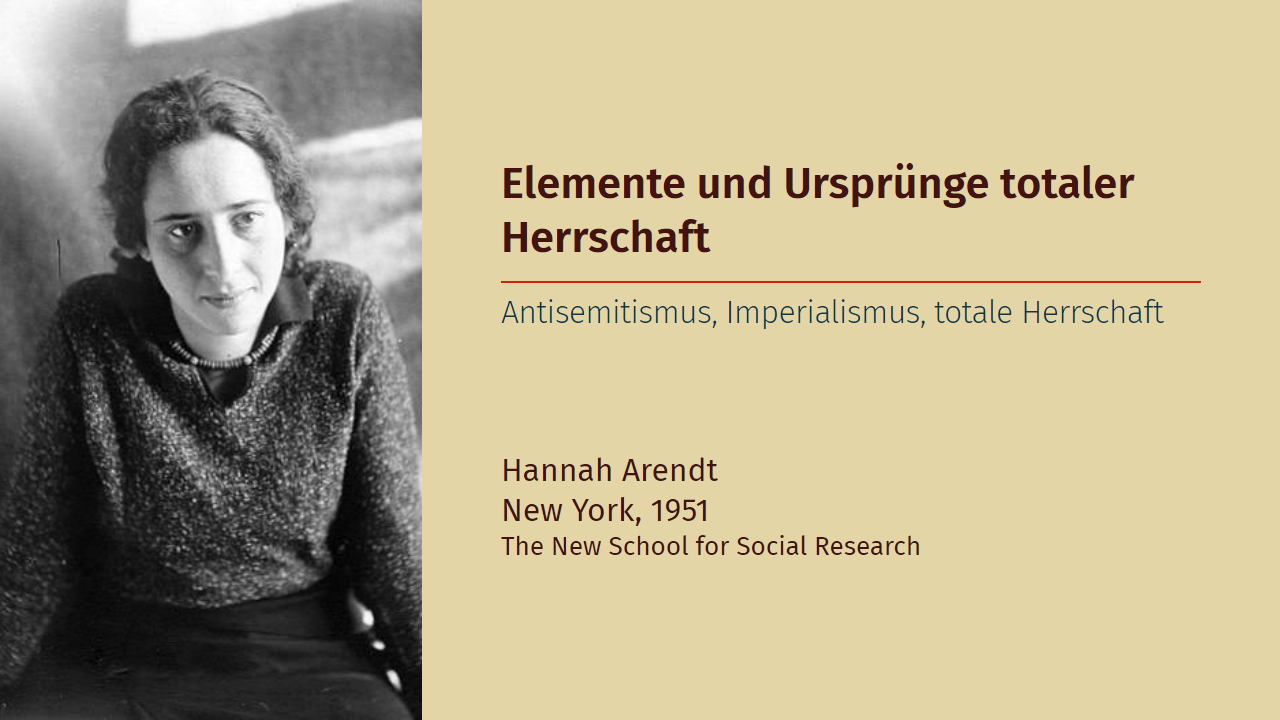 Elemente und Ursprünge totaler
Herrschaft
Antisemitismus, Imperialismus, totale Herrschaft
Hannah Arendt
New York, 1951
The New School for Social Research